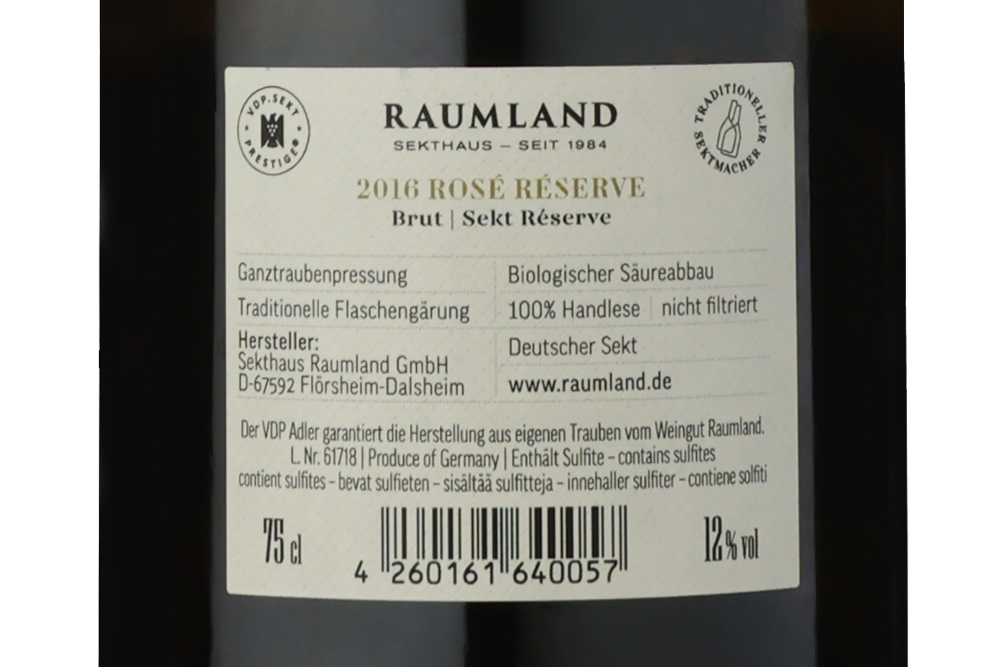 VDP.SEKT
PRESTIGE®
RAUMLAND
SEKTHAUS – SEIT 1984
TRADITIONELLER
SEKTMACHER
2016 ROSÉ RÉSERVE
Brut | Sekt Réserve
Ganztraubenpressung
Biologischer Säureabbau
Traditionelle Flaschengärung
100% Handlese | nicht filtriert
Hersteller:
Sekthaus Raumland GmbH
D-67592 Flörsheim-Dalsheim
Deutscher Sekt
www.raumland.de
Der VDP Adler garantiert die Herstellung aus eigenen Trauben vom Weingut Raumland.
L. Nr. 61718 | Produce of Germany | Enthält Sulfite – contains sulfites
contient sulfites – bevat sulfieten – sisältää sulfitteja – innehaller sulfiter – contiene solfiti
75 cl
4 260161 640057
12 % vol